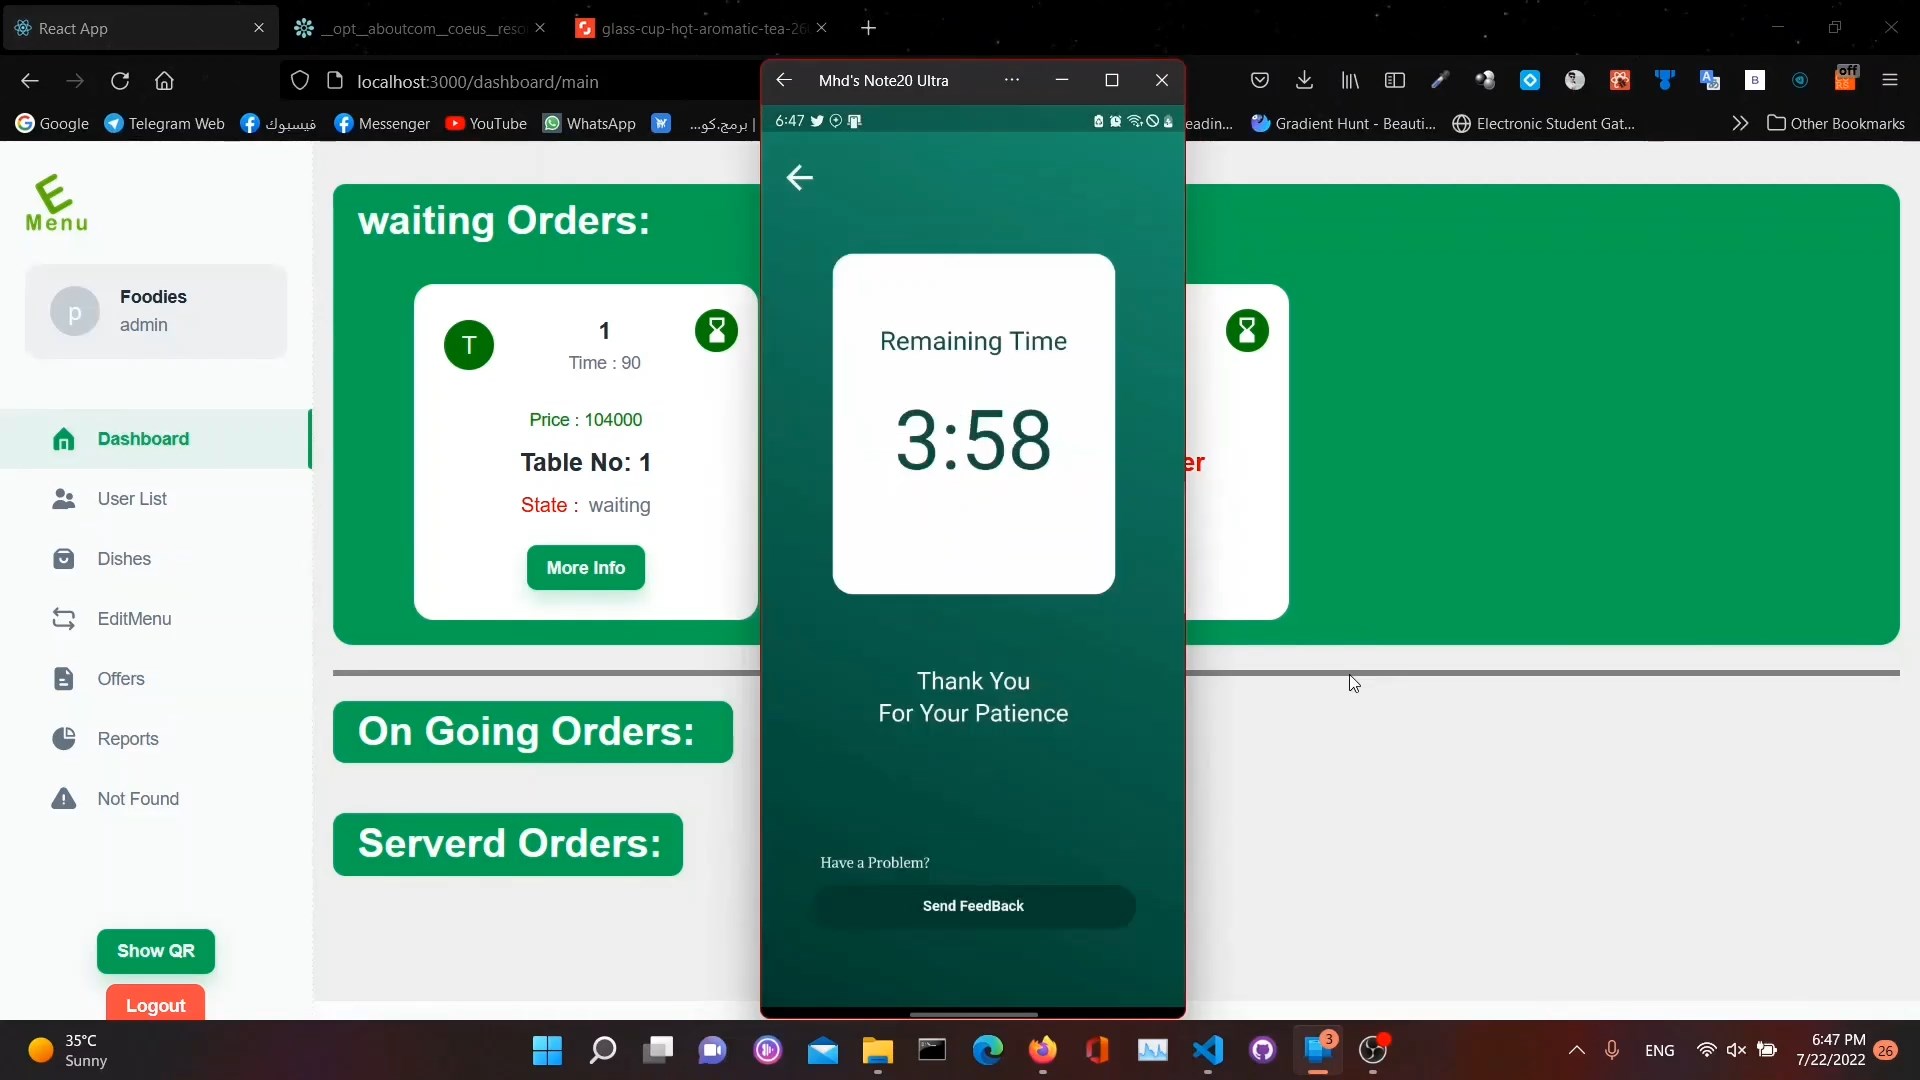 React App
__opt__aboutcom__coeus__reso
glass-cup-hot-aromatic-tea-26
localhost:3000/dashboard/main
off
Google
Telegram Web
فيسبوك
Messenger
YouTube
WhatsApp
برمج.كو...
eadin...
Gradient Hunt - Beauti...
Electronic Student Gat...
Other Bookmarks
Mhd's Note20 Ultra
6:47
E
Menu
p
Foodies
admin
Dashboard
User List
Dishes
EditMenu
Offers
Reports
Not Found
Show QR
Logout
waiting Orders:
T
1
Time : 90
Price : 104000
Table No: 1
State : waiting
More Info
er
On Going Orders:
Serverd Orders:
Remaining Time
3:58
Thank You
For Your Patience
Have a Problem?
Send FeedBack
35°C
Sunny
3
ENG
6:47 PM
7/22/2022
26